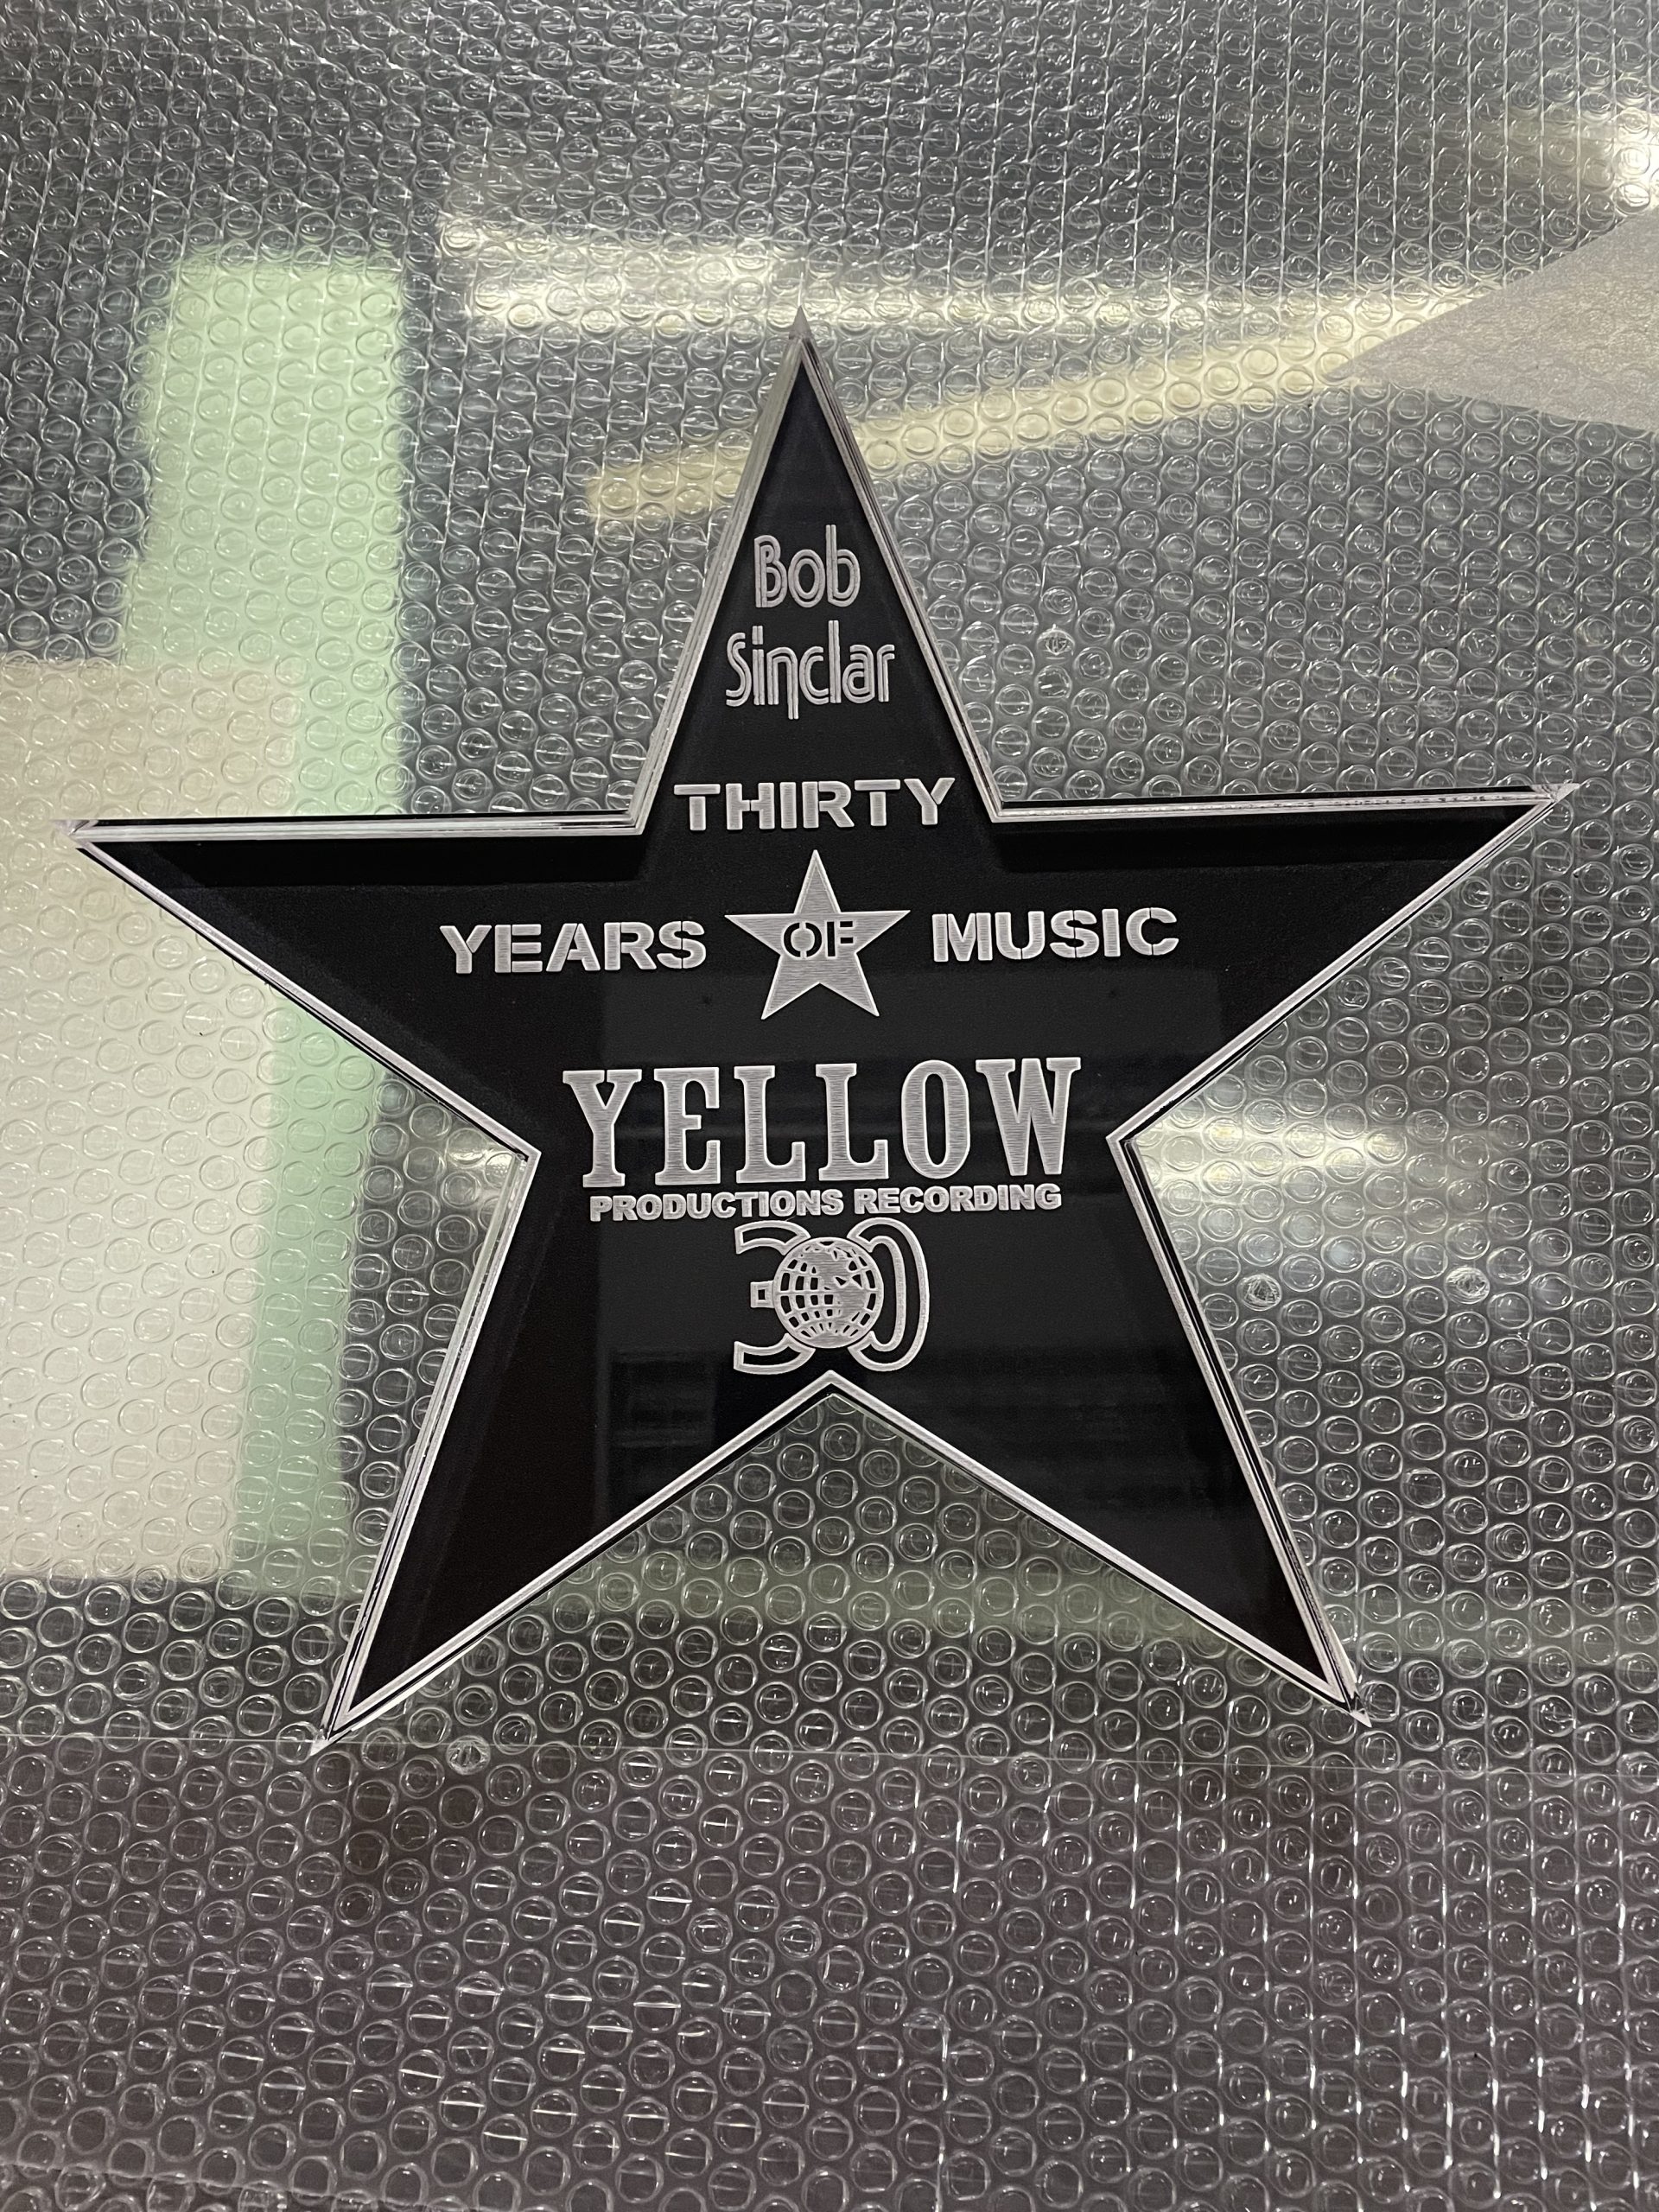 Bob
Sinclar
THIRTY
YEARS OF MUSIC
YELLOW
PRODUCTIONS RECORDING
30